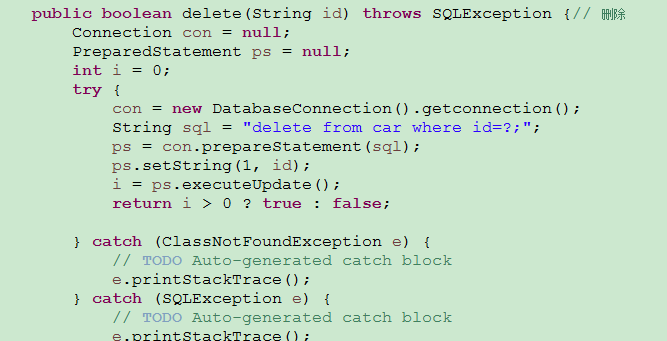 public boolean delete(String id) throws SQLException {// 删除
Connection con = null;
PreparedStatement ps = null;
int i = 0;
try {
con = new DatabaseConnection().getconnection();
String sql = "delete from car where id=?;";
ps = con.prepareStatement(sql);
ps.setString(1, id);
i = ps.executeUpdate();
return i > 0 ? true : false;
} catch (ClassNotFoundException e) {
// TODO Auto-generated catch block
e.printStackTrace();
} catch (SQLException e) {
// TODO Auto-generated catch block
e.printStackTrace();